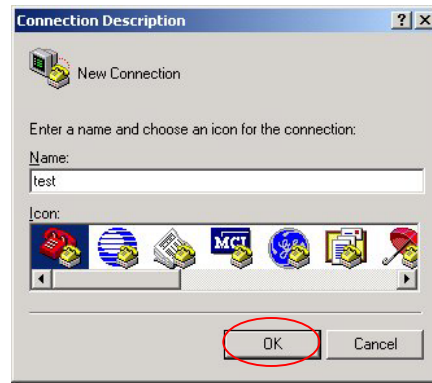 Connection Description
New Connection
Enter a name and choose an icon for the connection:
Name:
test
Icon:
MCI
OK
Cancel